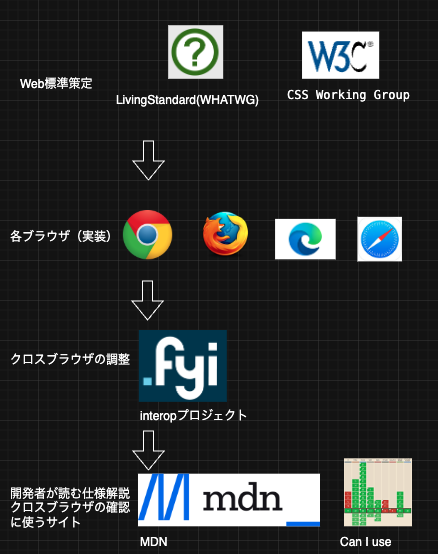 W3C®
Web標準策定
LivingStandard(WHATWG)
CSS Working Group
各ブラウザ（実装）
.fyi
クロスブラウザの調整
interopプロジェクト
開発者が読む仕様解説
クロスブラウザの確認
に使うサイト
mdn_
MDN
Can I use